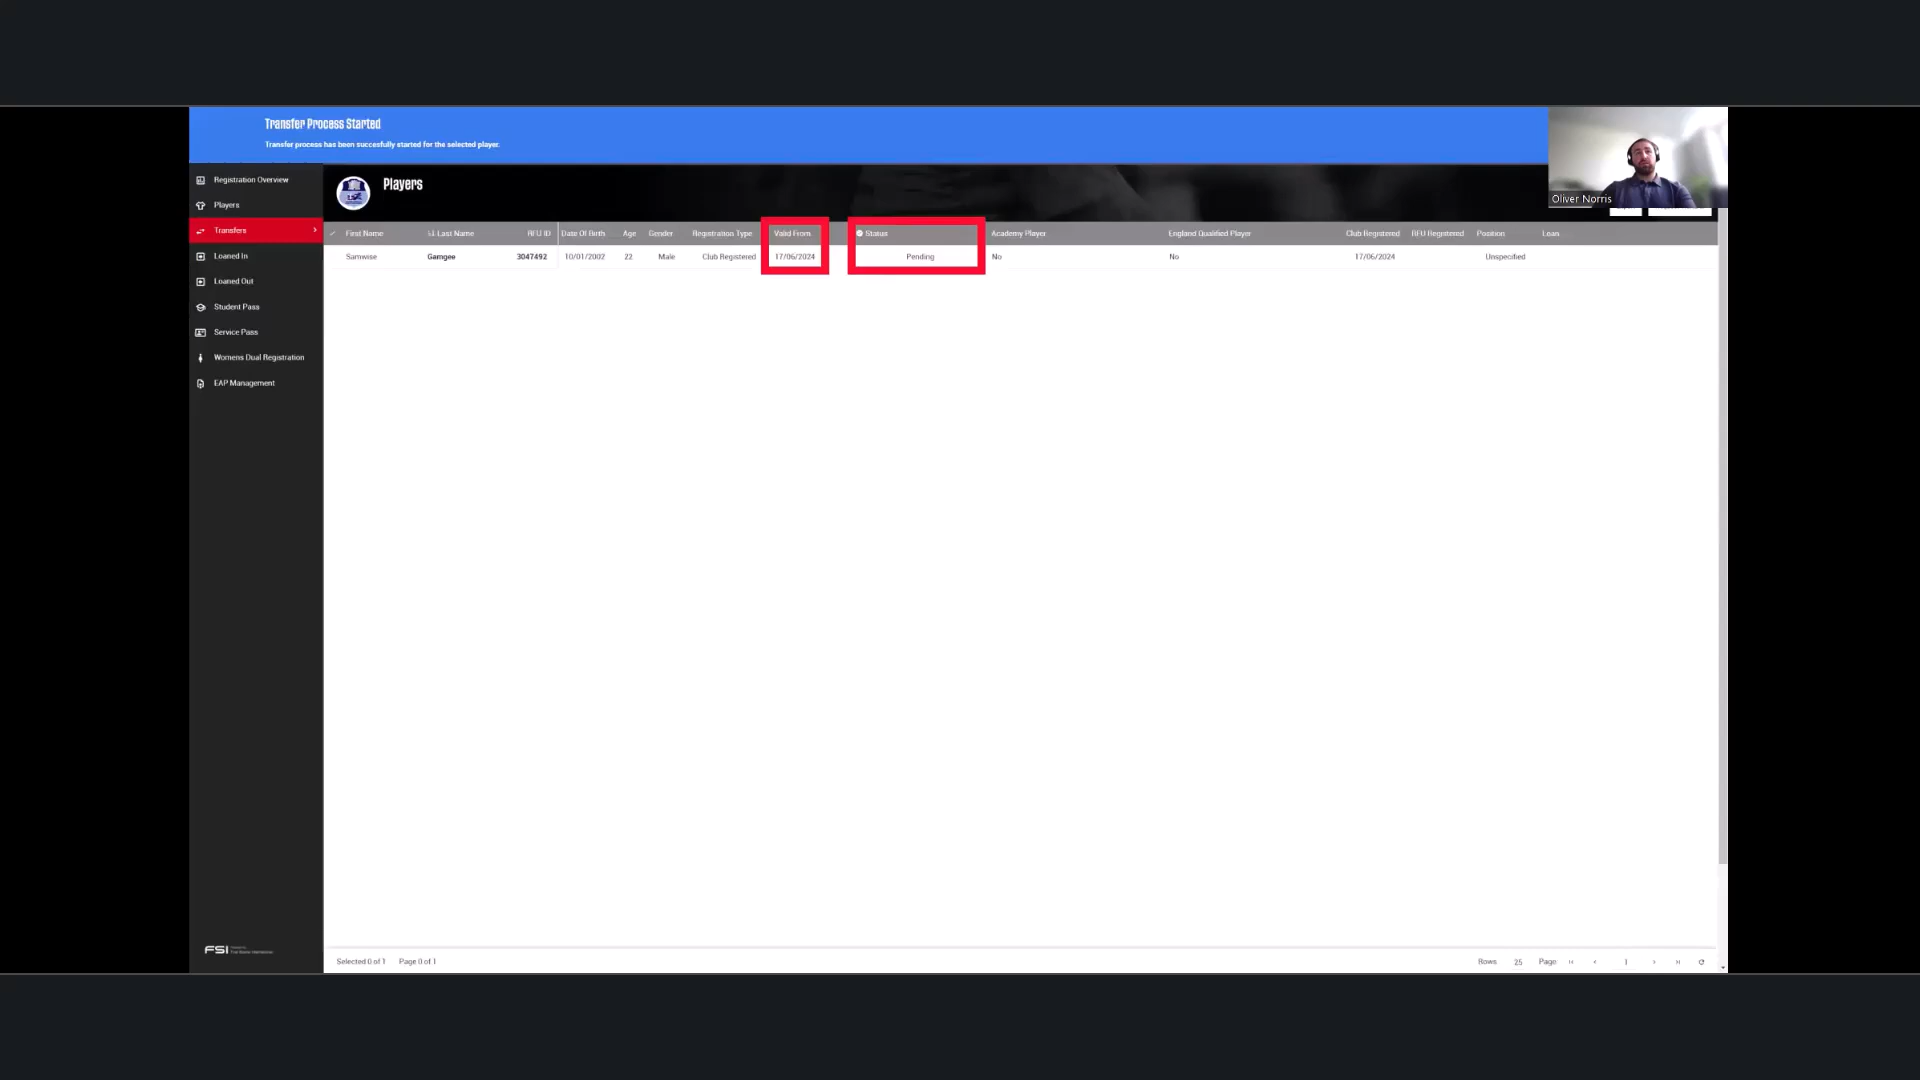 Transfer Process Started
Transfer process has been succesfully started for the selected player.
Oliver Norris
Registration Overview
Players
Transfers
Loaned In
Loaned Out
Student Pass
Service Pass
Womens Dual Registration
EAP Management
FSI
Players
First Name Last Name RFU ID Date Of Birth Age Gender Registration Type Valid From Status Academy Player England Qualified Player Club Registered RFU Registered Position Loan
Samwise Gamgee 3047492 10/01/2002 22 Male Club Registered 17/06/2024 Pending No No 17/06/2024 Unspecified
Selected 0 of 1 Page 0 of 1 Rows 25 Page 1